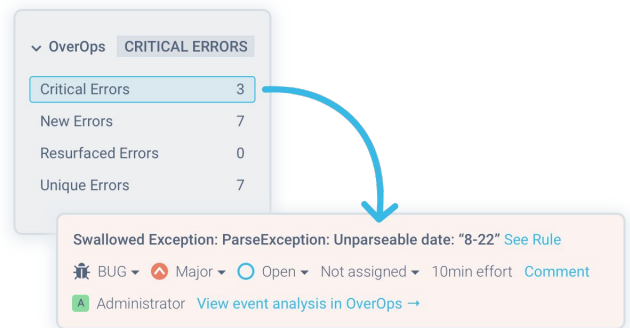 OverOps CRITICAL ERRORS
Critical Errors 3
New Errors 7
Resurfaced Errors 0
Unique Errors 7
Swallowed Exception: ParseException: Unparseable date: “8-22” See Rule
BUG Major Open Not assigned 10min effort Comment
A Administrator View event analysis in OverOps →